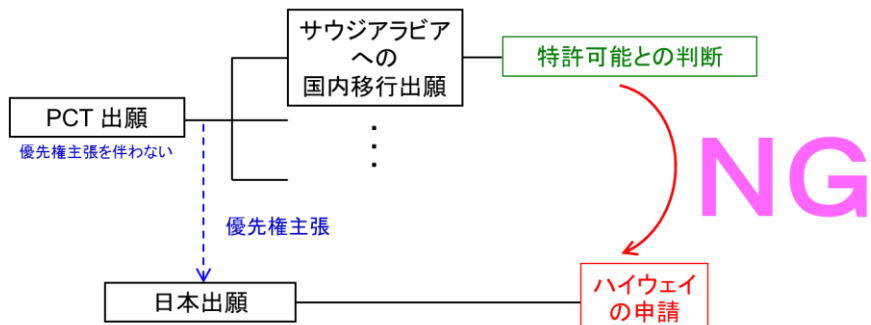 サウジアラビア
への
国内移行出願
特許可能との判断
PCT 出願
優先権主張を伴わない
NG
優先権主張
日本出願
ハイウェイ
の申請